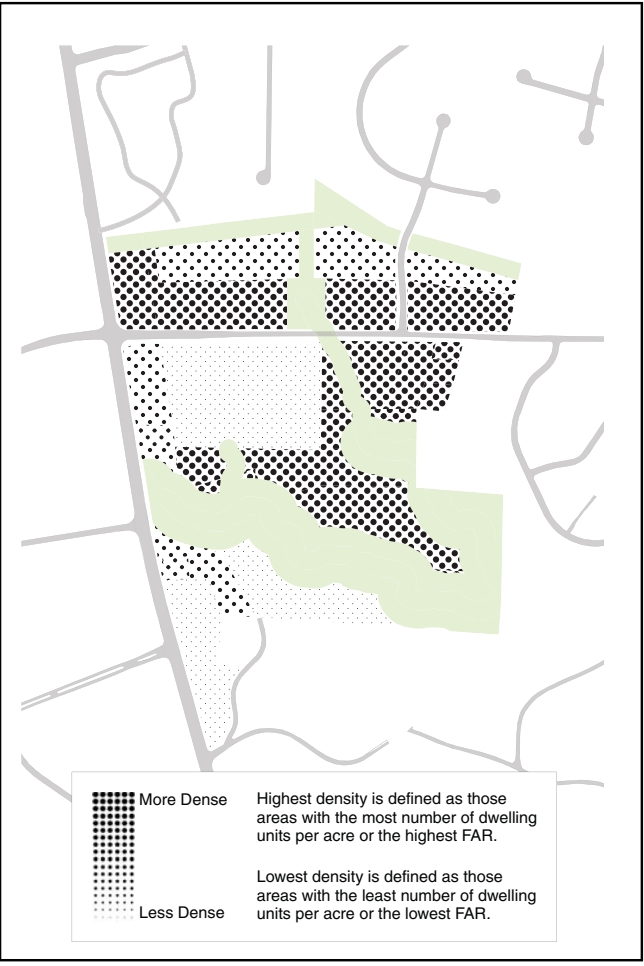 More Dense
Highest density is defined as those
areas with the most number of dwelling
units per acre or the highest FAR.
Lowest density is defined as those
areas with the least number of dwelling
units per acre or the lowest FAR.
Less Dense